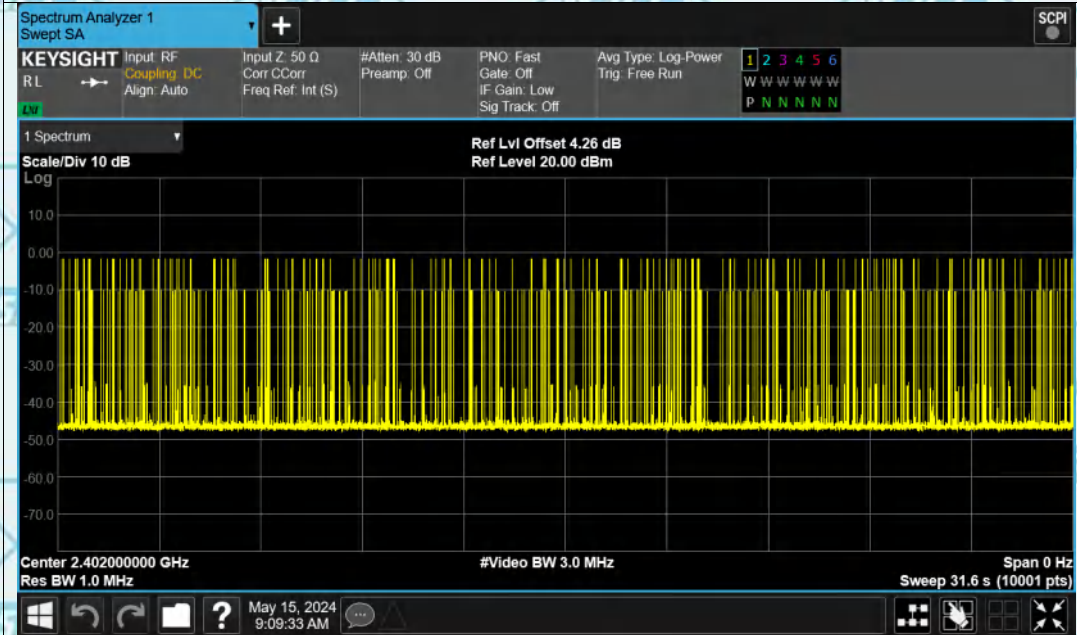 Spectrum Analyzer 1
Swept SA
+
SCPI
KEYSIGHT
RL
LXI
Input: RF
Coupling: DC
Align: Auto
Input Z: 50 Ω
Corr CCorr
Freq Ref: Int (S)
#Atten: 30 dB
Preamp: Off
PNO: Fast
Gate: Off
IF Gain: Low
Sig Track: Off
Avg Type: Log-Power
Trig: Free Run
1 2 3 4 5 6
W W W W W W
P N N N N N
1 Spectrum
Scale/Div 10 dB
Ref Lvl Offset 4.26 dB
Ref Level 20.00 dBm
Log
10.0
0.00
-10.0
-20.0
-30.0
-40.0
-50.0
-60.0
-70.0
Center 2.402000000 GHz
#Video BW 3.0 MHz
Span 0 Hz
Res BW 1.0 MHz
Sweep 31.6 s (10001 pts)
?
May 15, 2024
9:09:33 AM